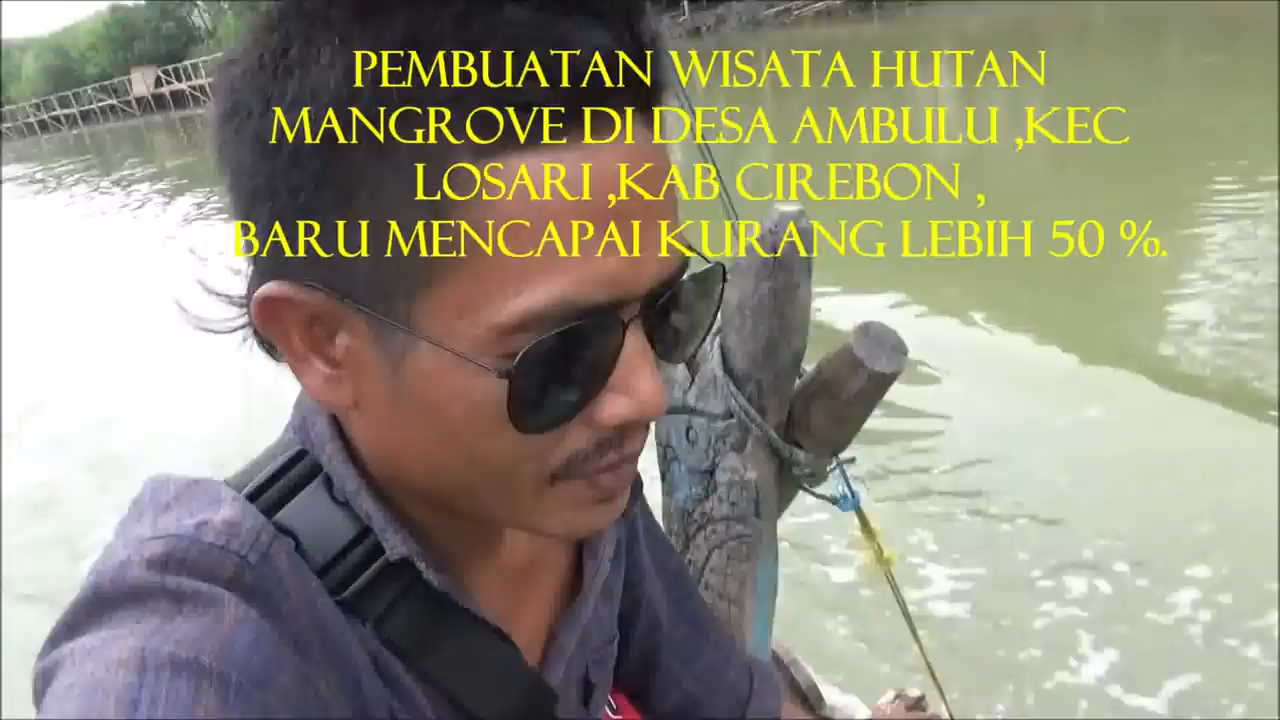 PEMBUATAN WISATA HUTAN
MANGROVE DI DESA AMBULU ,KEC
LOSARI ,KAB CIREBON ,
BARU MENCAPAI KURANG LEBIH 50 %.